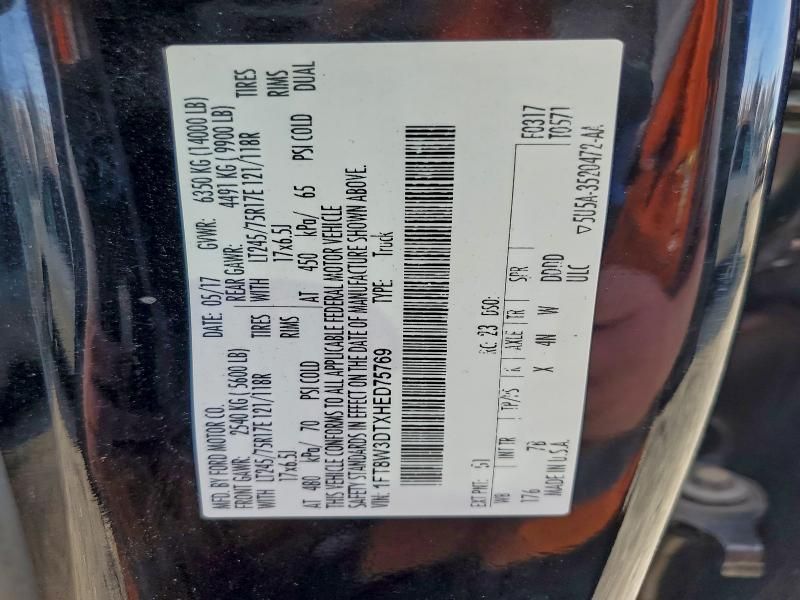 MFD. BY FORD MOTOR CO.
DATE: 05/17 GVWR: 6350 KG (14000 LB)
FRONT GAWR: 2540 KG (5600 LB) REAR GAWR: 4491 KG (9900 LB)
LT245/75R17E 121/118R TIRES WITH LT245/75R17E 121/118R TIRES
17x6.5J RIMS 17x6.5J RIMS
AT 480 kPa/ 70 PSI COLD AT 450 kPa/ 65 PSI COLD DUAL
THIS VEHICLE CONFORMS TO ALL APPLICABLE FEDERAL MOTOR VEHICLE
SAFETY STANDARDS IN EFFECT ON THE DATE OF MANUFACTURE SHOWN ABOVE.
VIN: 1FT8W3DTXHED75769 TYPE: Truck
F0317
T0571
EXT PNT: G1 RC: 23 DSO:
WB INT TR TP/PS R AXLE TR SPR
176 7B X 4N W DDDD
MADE IN U.S.A. ULC
▽5U5A-3520472-AA